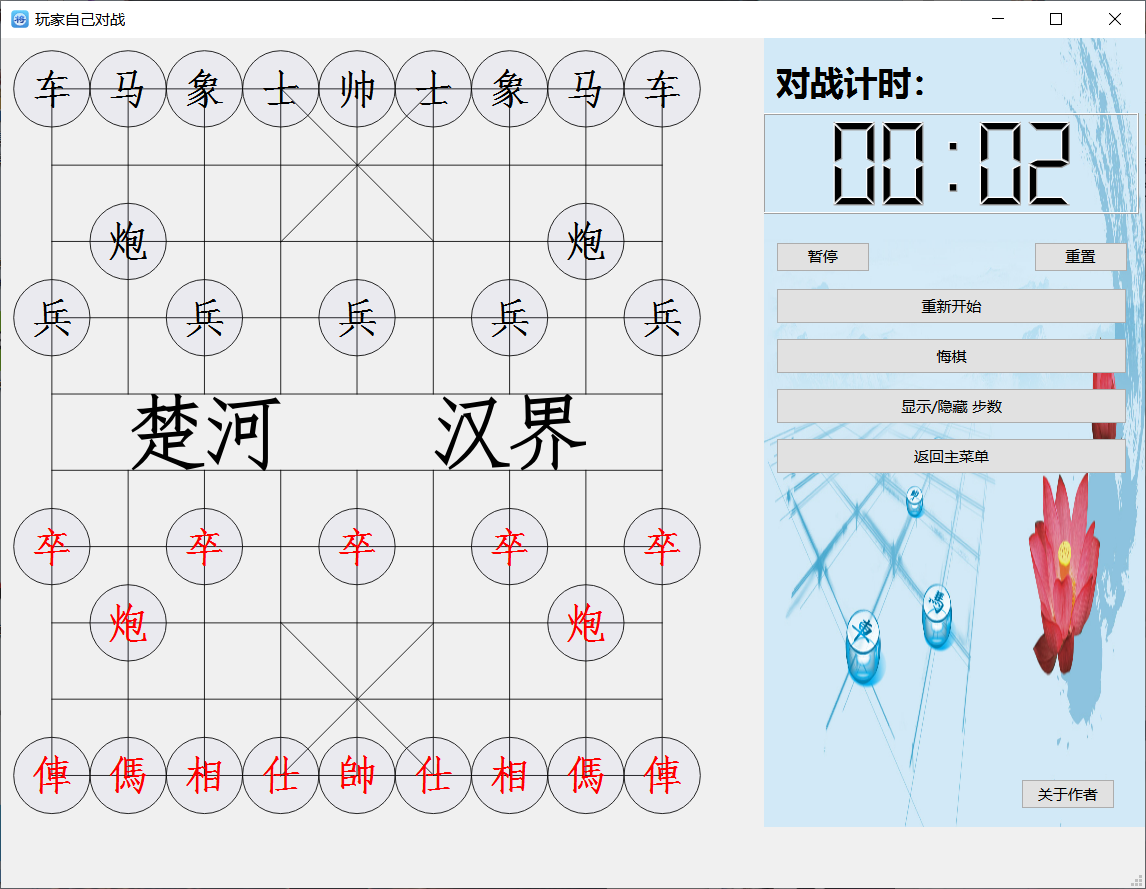 玩家自己对战
车马象士帅士象马车
炮 炮
兵 兵 兵 兵 兵
楚河 汉界
卒 卒 卒 卒 卒
炮 炮
俥傌相仕帥仕相傌俥
对战计时：
00:02
暂停 重置
重新开始
悔棋
显示/隐藏 步数
返回主菜单
关于作者